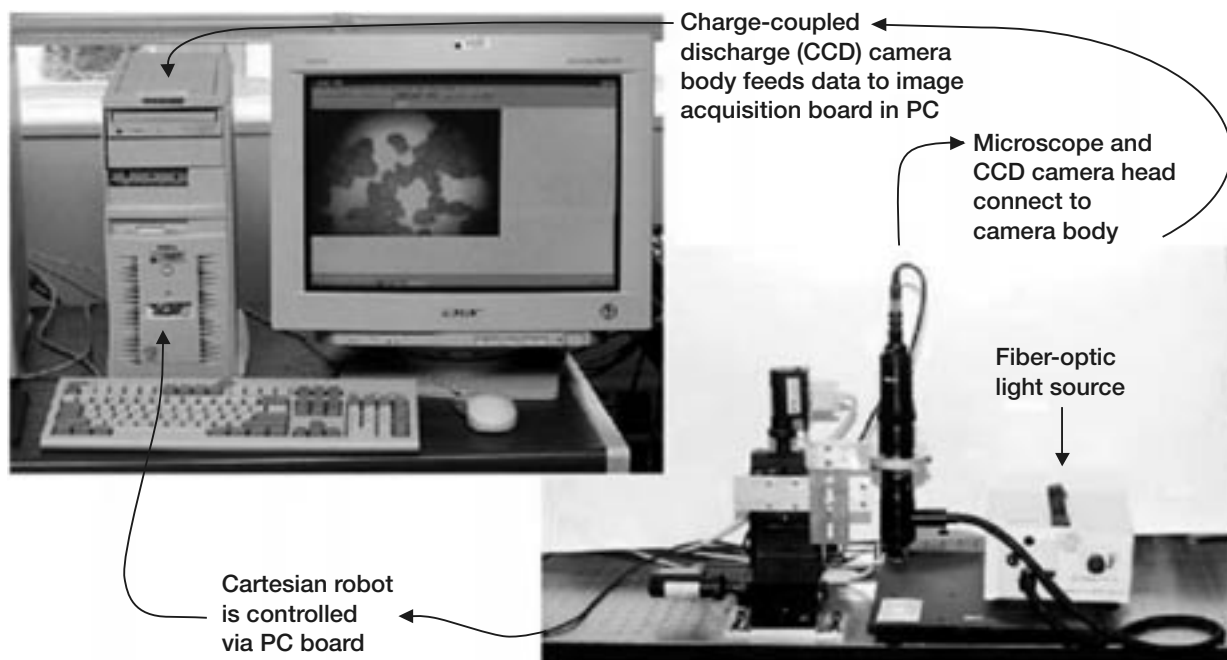 Charge-coupled
discharge (CCD) camera
body feeds data to image
acquisition board in PC
Microscope and
CCD camera head
connect to
camera body
Fiber-optic
light source
Cartesian robot
is controlled
via PC board